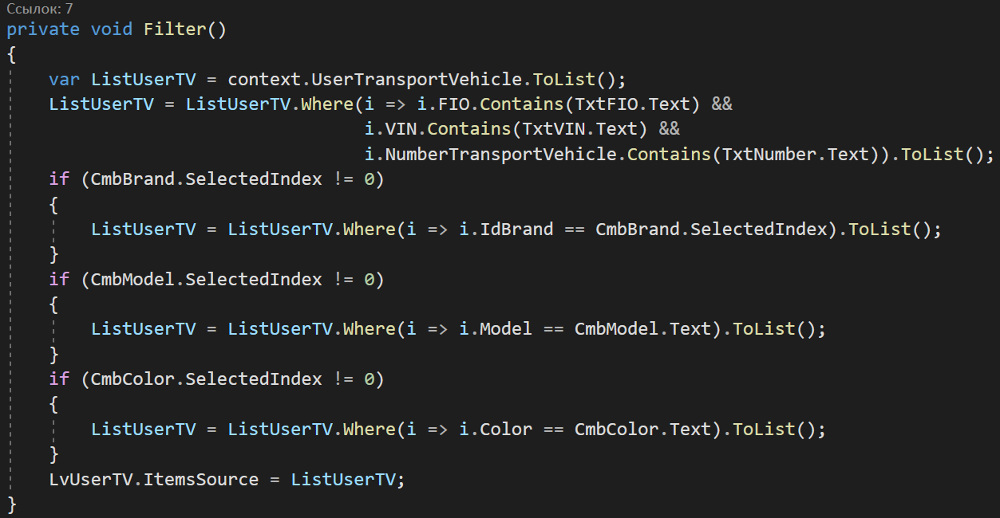 Ссылок: 7
private void Filter()
{
    var ListUserTV = context.UserTransportVehicle.ToList();
    ListUserTV = ListUserTV.Where(i => i.FIO.Contains(TxtFIO.Text) &&
                                  i.VIN.Contains(TxtVIN.Text) &&
                                  i.NumberTransportVehicle.Contains(TxtNumber.Text)).ToList();
    if (CmbBrand.SelectedIndex != 0)
    {
        ListUserTV = ListUserTV.Where(i => i.IdBrand == CmbBrand.SelectedIndex).ToList();
    }
    if (CmbModel.SelectedIndex != 0)
    {
        ListUserTV = ListUserTV.Where(i => i.Model == CmbModel.Text).ToList();
    }
    if (CmbColor.SelectedIndex != 0)
    {
        ListUserTV = ListUserTV.Where(i => i.Color == CmbColor.Text).ToList();
    }
    LvUserTV.ItemsSource = ListUserTV;
}